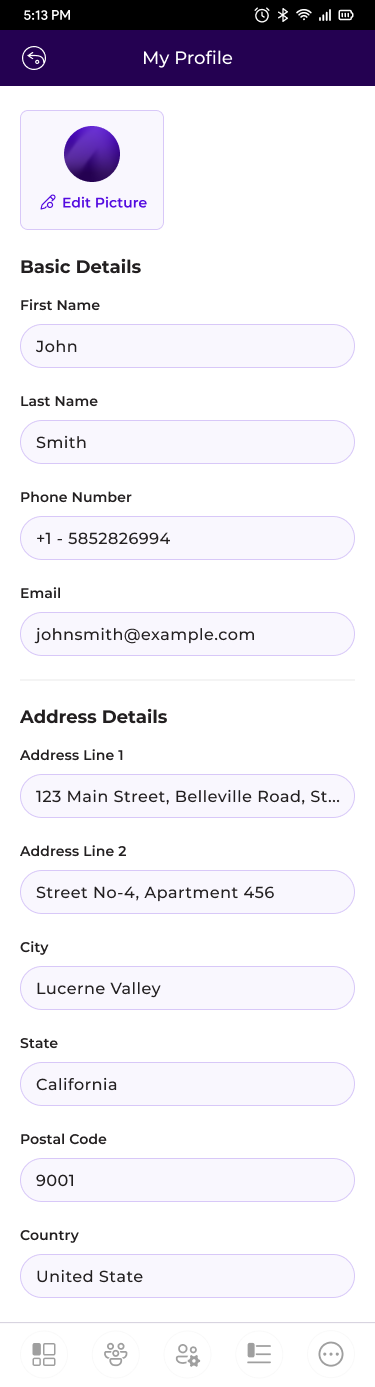 5:13 PM
My Profile
Edit Picture
Basic Details
First Name
John
Last Name
Smith
Phone Number
+1 - 5852826994
Email
johnsmith@example.com
Address Details
Address Line 1
123 Main Street, Belleville Road, St...
Address Line 2
Street No-4, Apartment 456
City
Lucerne Valley
State
California
Postal Code
9001
Country
United State